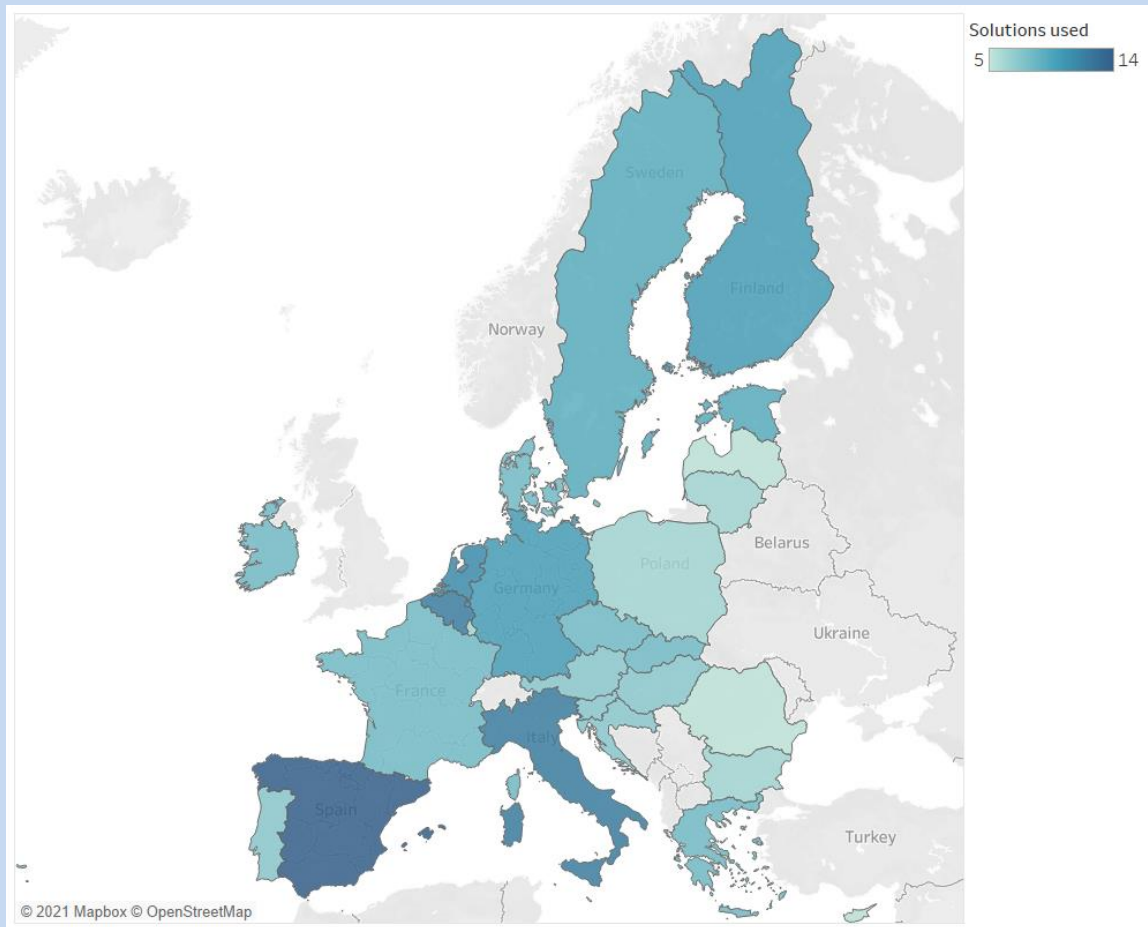 Solutions used
5 14
Sweden
Finland
Norway
Belarus
Poland
Germany
Ukraine
France
Italy
Spain
Turkey
© 2021 Mapbox © OpenStreetMap